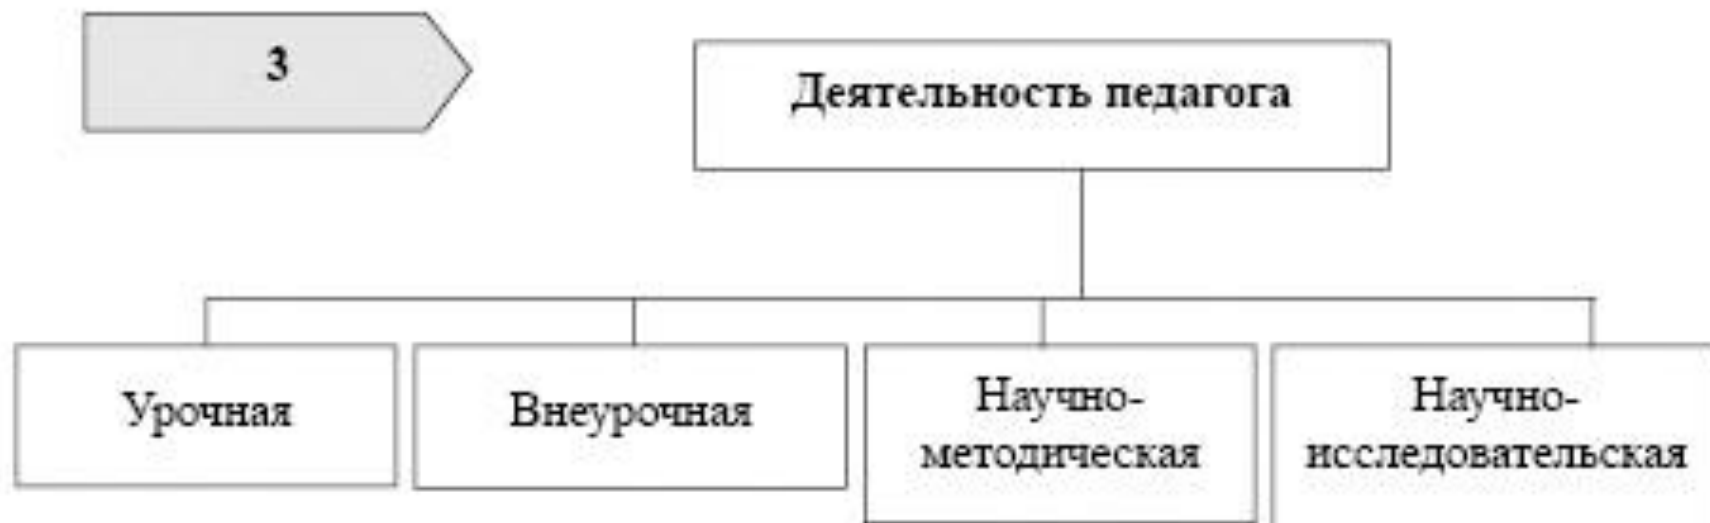 3
Деятельность педагога
Урочная
Внеурочная
Научно-
методическая
Научно-
исследовательская